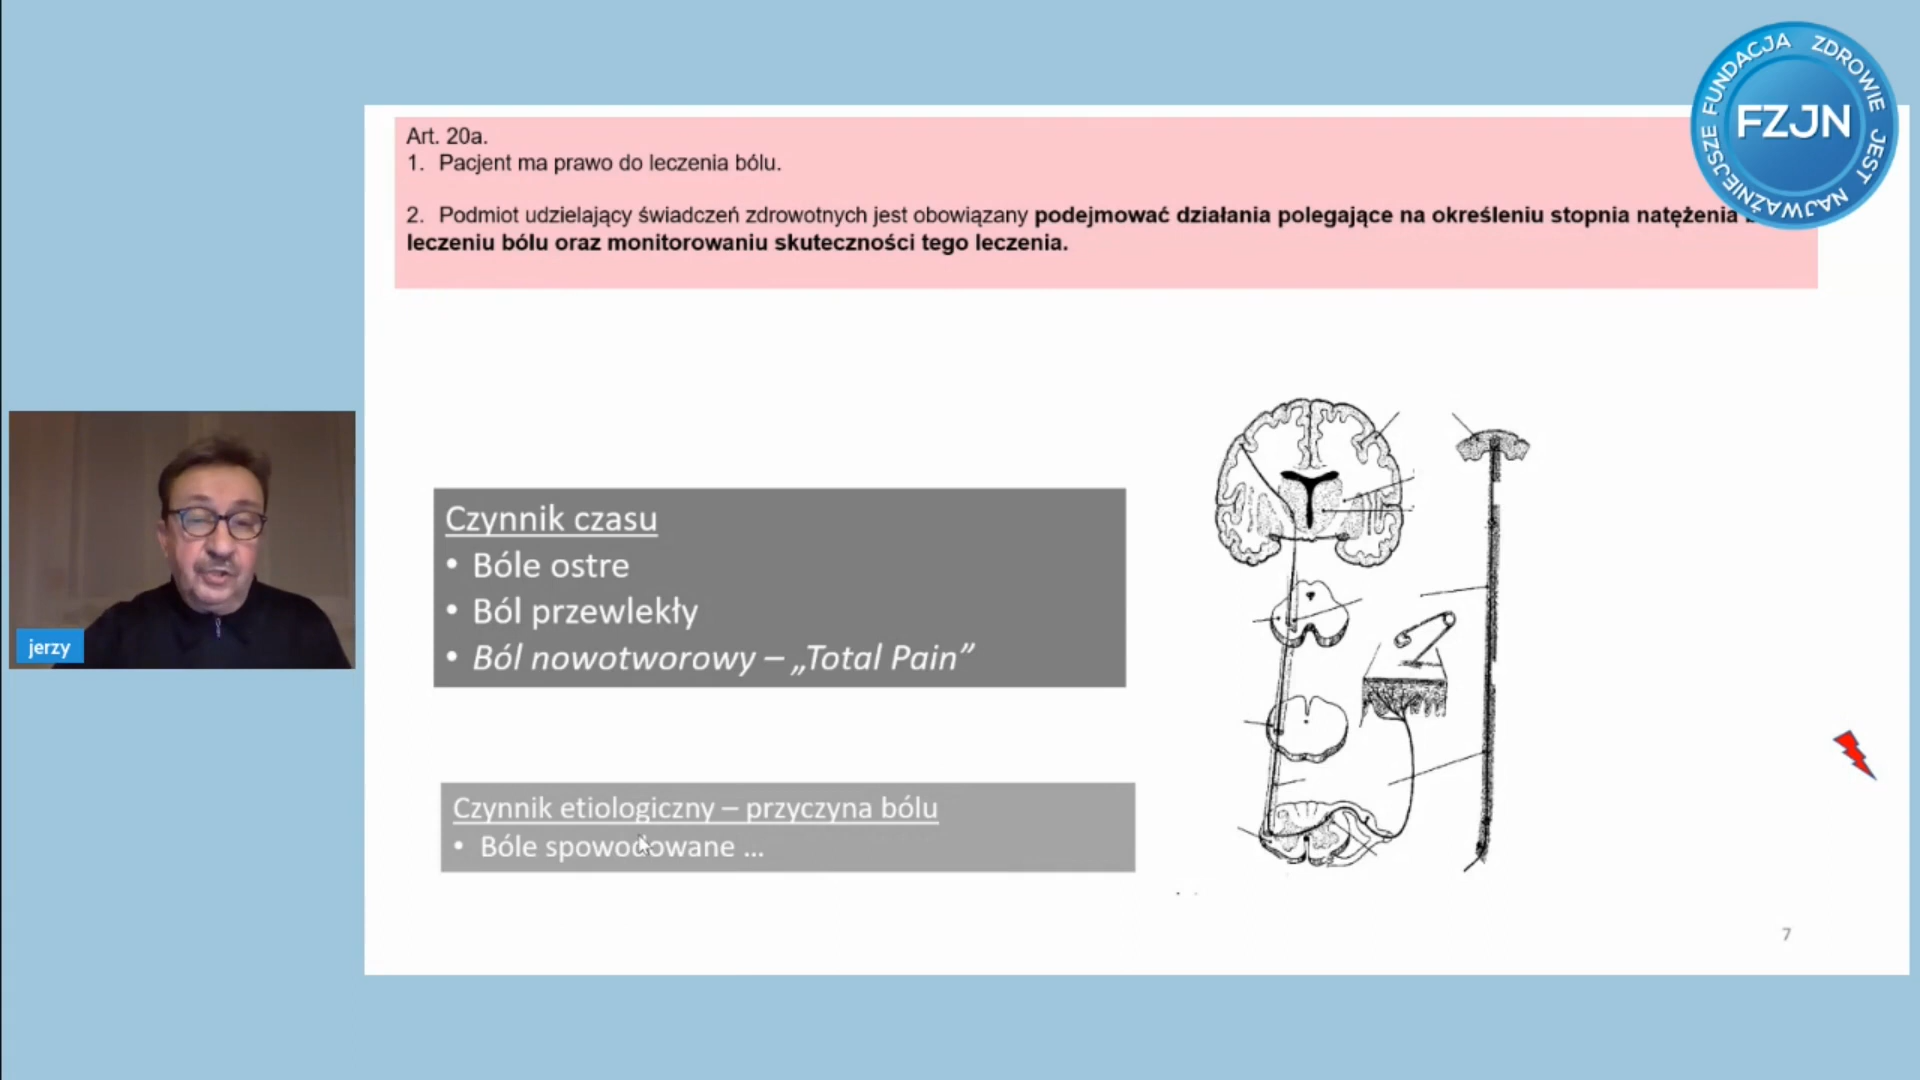 Art. 20a.
1. Pacjent ma prawo do leczenia bólu.
2. Podmiot udzielający świadczeń zdrowotnych jest obowiązany podejmować działania polegające na określeniu stopnia natężenia
leczeniu bólu oraz monitorowaniu skuteczności tego leczenia.
FUNDACJA ZDROWIE JEST NAJWAŻNIEJSZE
FZJN
Czynnik czasu
• Bóle ostre
• Ból przewlekły
• Ból nowotworowy – „Total Pain”
jerzy
Czynnik etiologiczny – przyczyna bólu
• Bóle spowodowane ...
7